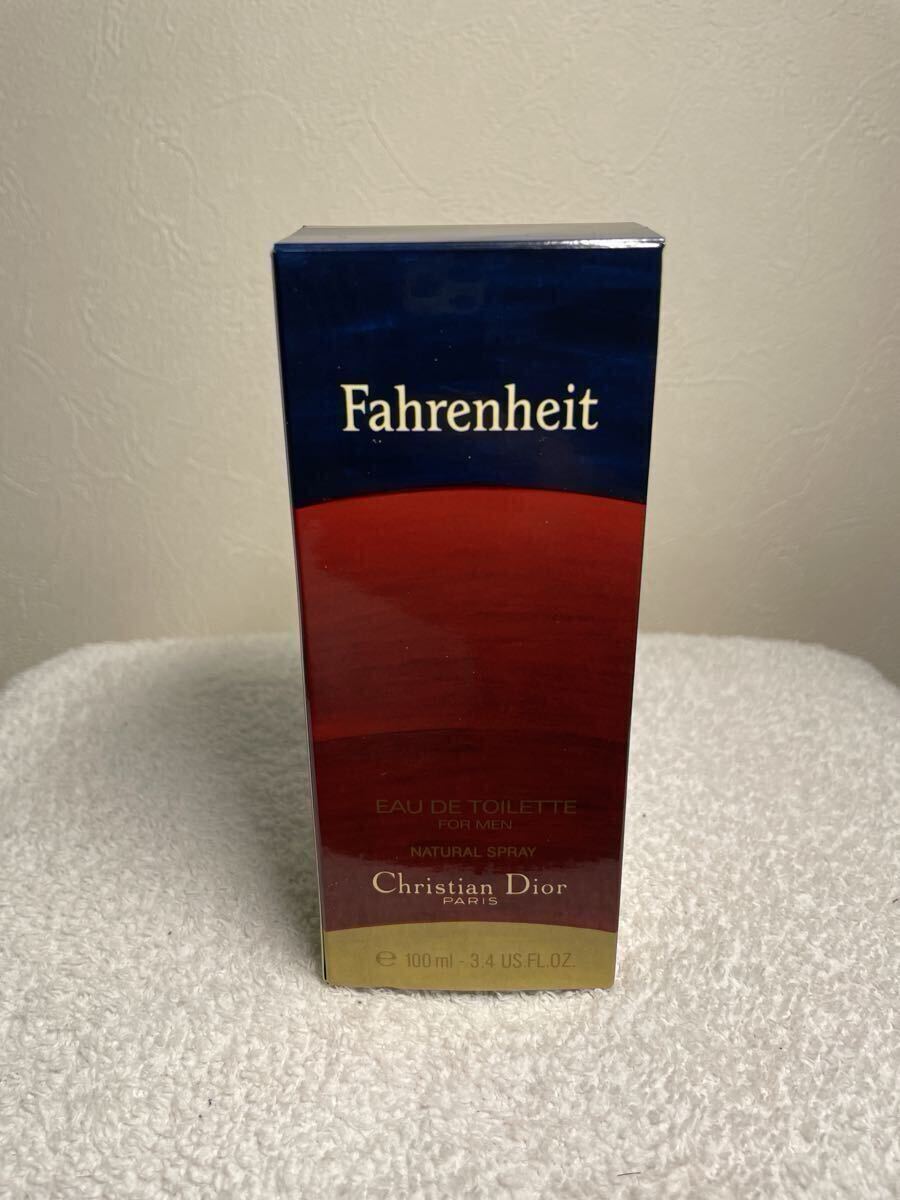 Fahrenheit
EAU DE TOILETTE
FOR MEN
NATURAL SPRAY
Christian Dior
PARIS
℮ 100 ml - 3.4 US.FL.OZ.